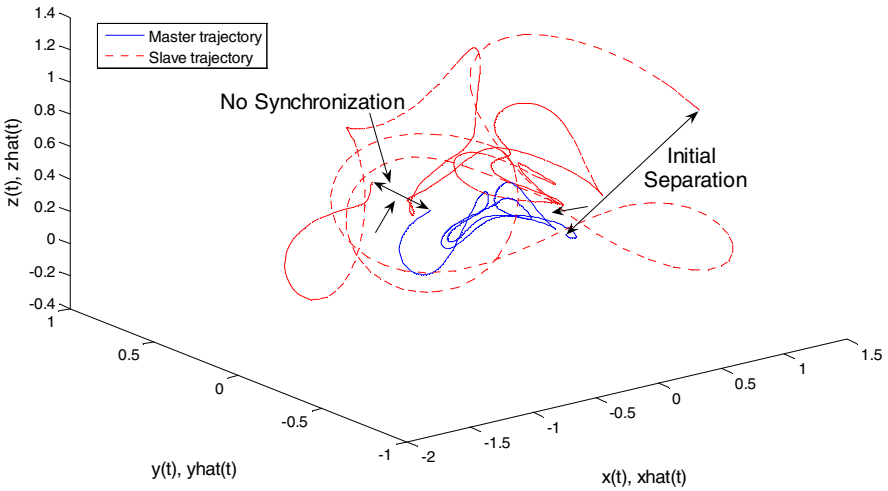 1.4
1.2
1
0.8
0.6
0.4
0.2
0
-0.2
-0.4
z(t), zhat(t)
Master trajectory
Slave trajectory
No Synchronization
Initial
Separation
1
0.5
0
-0.5
-1
y(t), yhat(t)
-2
-1.5
-1
-0.5
0
0.5
1
1.5
x(t), xhat(t)